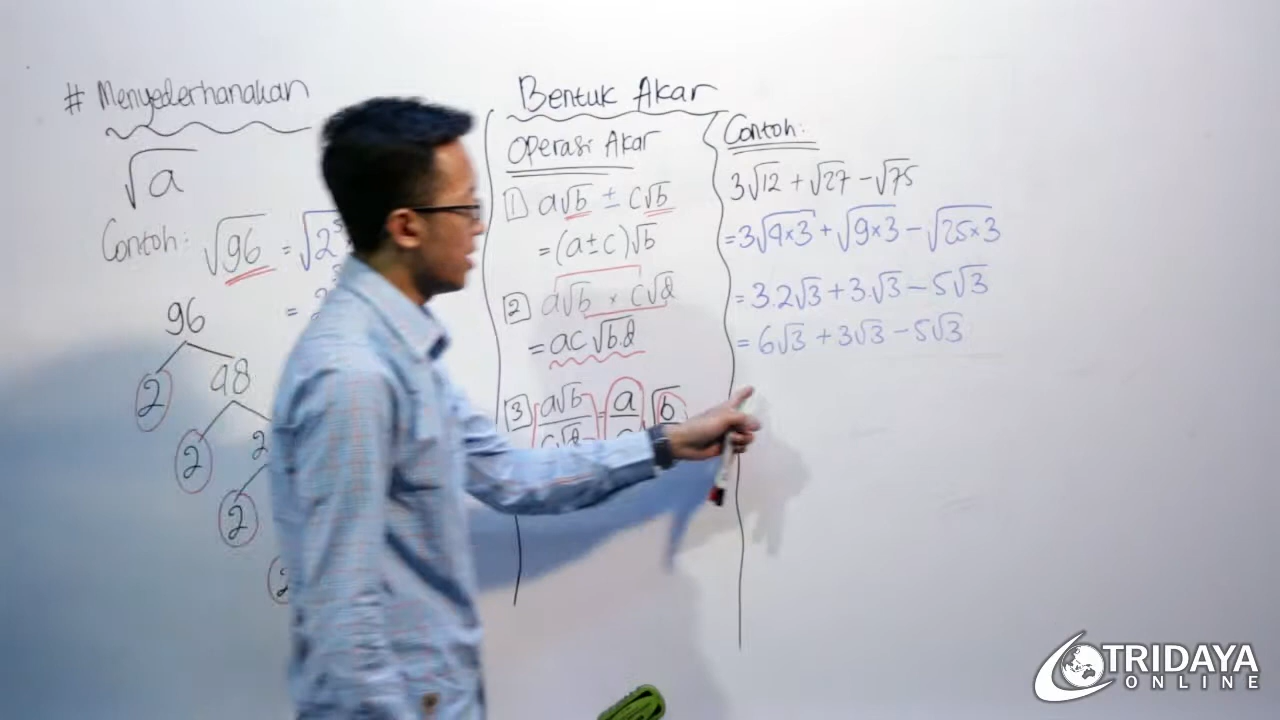 # Menyederhanakan
√a
Contoh: √96 = √2⁵
=
96
2 48
2 2
2
2
Bentuk Akar
Operasi Akar
1 a√b ± c√b
= (a ± c)√b
2 a√b × c√d
= ac √b.d
3 a√b/c√d = a √b
Contoh:
3√12 + √27 - √75
= 3√4×3 + √9×3 - √25×3
= 3.2√3 + 3.√3 - 5√3
= 6√3 + 3√3 - 5√3
TRIDAYA
ONLINE